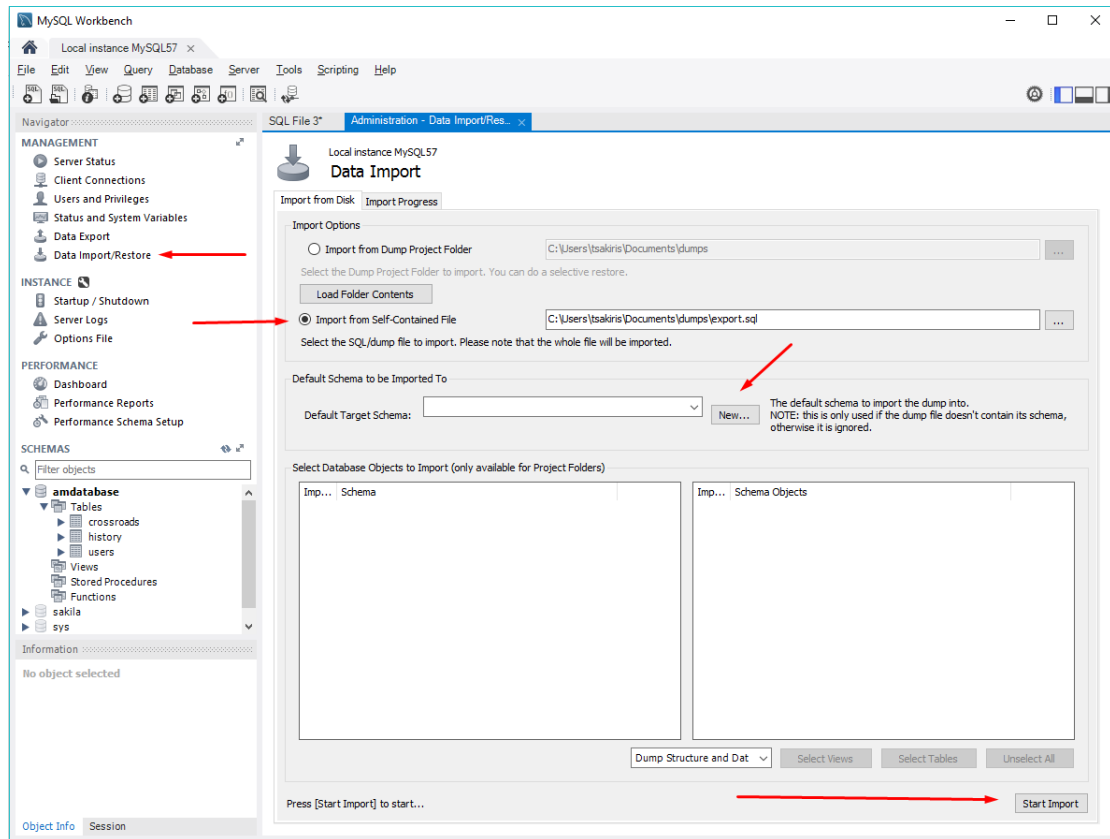 MySQL Workbench
Local instance MySQL57
File Edit View Query Database Server Tools Scripting Help
Navigator
MANAGEMENT
Server Status
Client Connections
Users and Privileges
Status and System Variables
Data Export
Data Import/Restore
INSTANCE
Startup / Shutdown
Server Logs
Options File
PERFORMANCE
Dashboard
Performance Reports
Performance Schema Setup
SCHEMAS
Filter objects
amdatabase
Tables
crossroads
history
users
Views
Stored Procedures
Functions
sakila
sys
Information
No object selected
Object Info Session
SQL File 3* Administration - Data Import/Res...
Local instance MySQL57
Data Import
Import from Disk Import Progress
Import Options
Import from Dump Project Folder C:\Users\tsakiris\Documents\dumps ...
Select the Dump Project Folder to import. You can do a selective restore.
Load Folder Contents
Import from Self-Contained File C:\Users\tsakiris\Documents\dumps\export.sql ...
Select the SQL/dump file to import. Please note that the whole file will be imported.
Default Schema to be Imported To
Default Target Schema: New...
The default schema to import the dump into.
NOTE: this is only used if the dump file doesn't contain its schema,
otherwise it is ignored.
Select Database Objects to Import (only available for Project Folders)
Imp... Schema
Imp... Schema Objects
Dump Structure and Dat Select Views Select Tables Unselect All
Press [Start Import] to start... Start Import